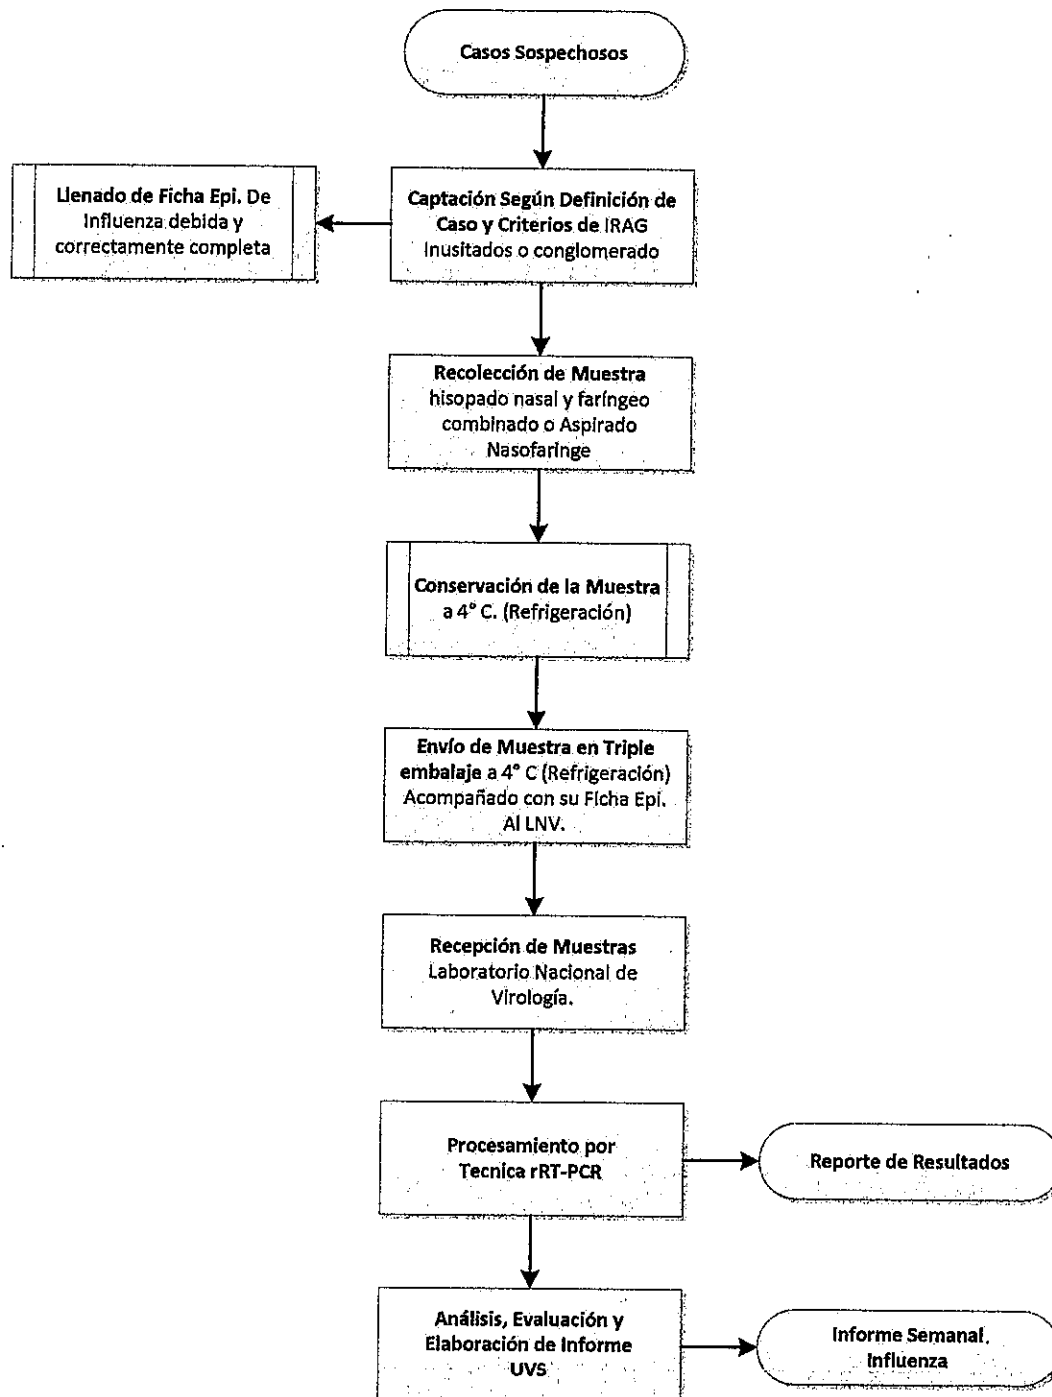 Casos Sospechosos
Llenado de Ficha Epi. De
Influenza debida y
correctamente completa
Captación Según Definición de
Caso y Criterios de IRAG
Inusitados o conglomerado
Recolección de Muestra
hisopado nasal y faríngeo
combinado o Aspirado
Nasofaringe
Conservación de la Muestra
a 4° C. (Refrigeración)
Envío de Muestra en Triple
embalaje a 4° C (Refrigeración)
Acompañado con su Ficha Epi.
Al LNV.
Recepción de Muestras
Laboratorio Nacional de
Virología.
Procesamiento por
Tecnica rRT-PCR
Reporte de Resultados
Análisis, Evaluación y
Elaboración de Informe
UVS
Informe Semanal.
Influenza